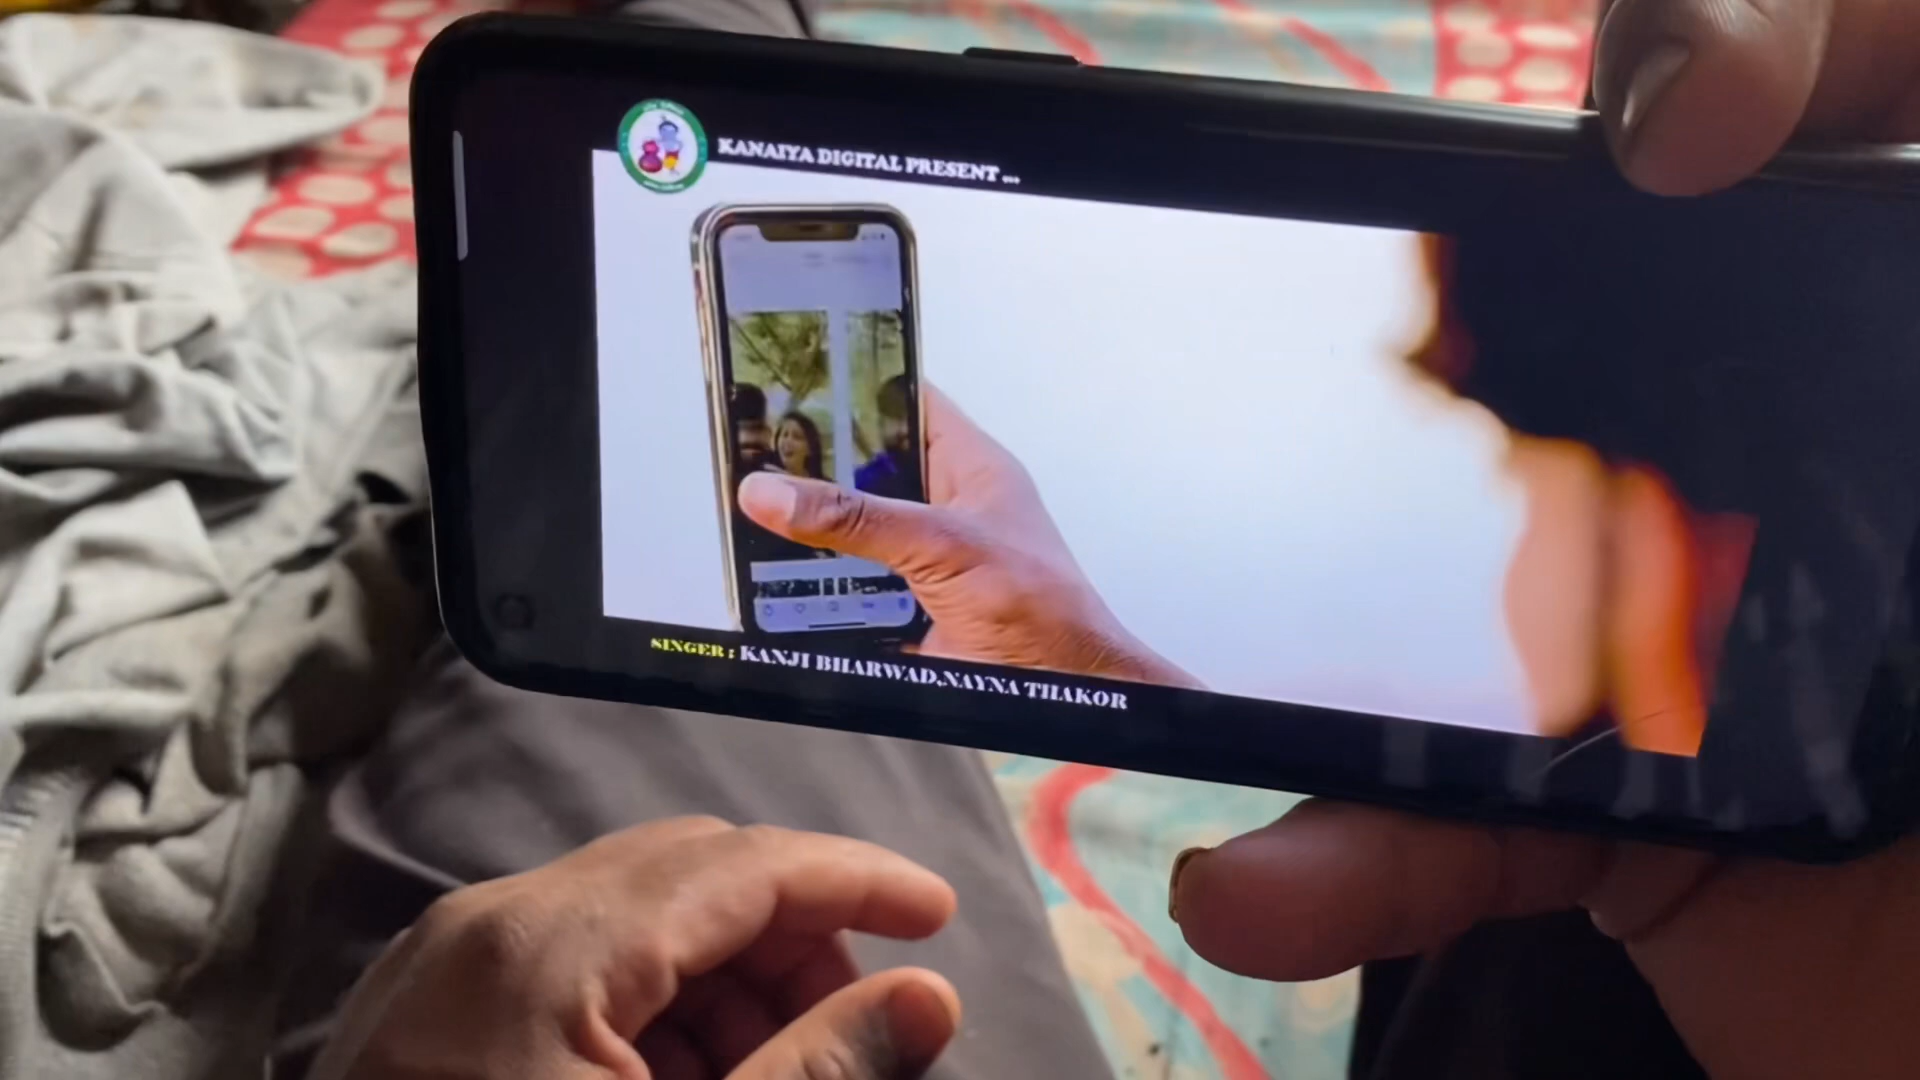 KANAIYA DIGITAL PRESENT ...
SINGER : KANJI BHARWAD,NAYNA THAKOR